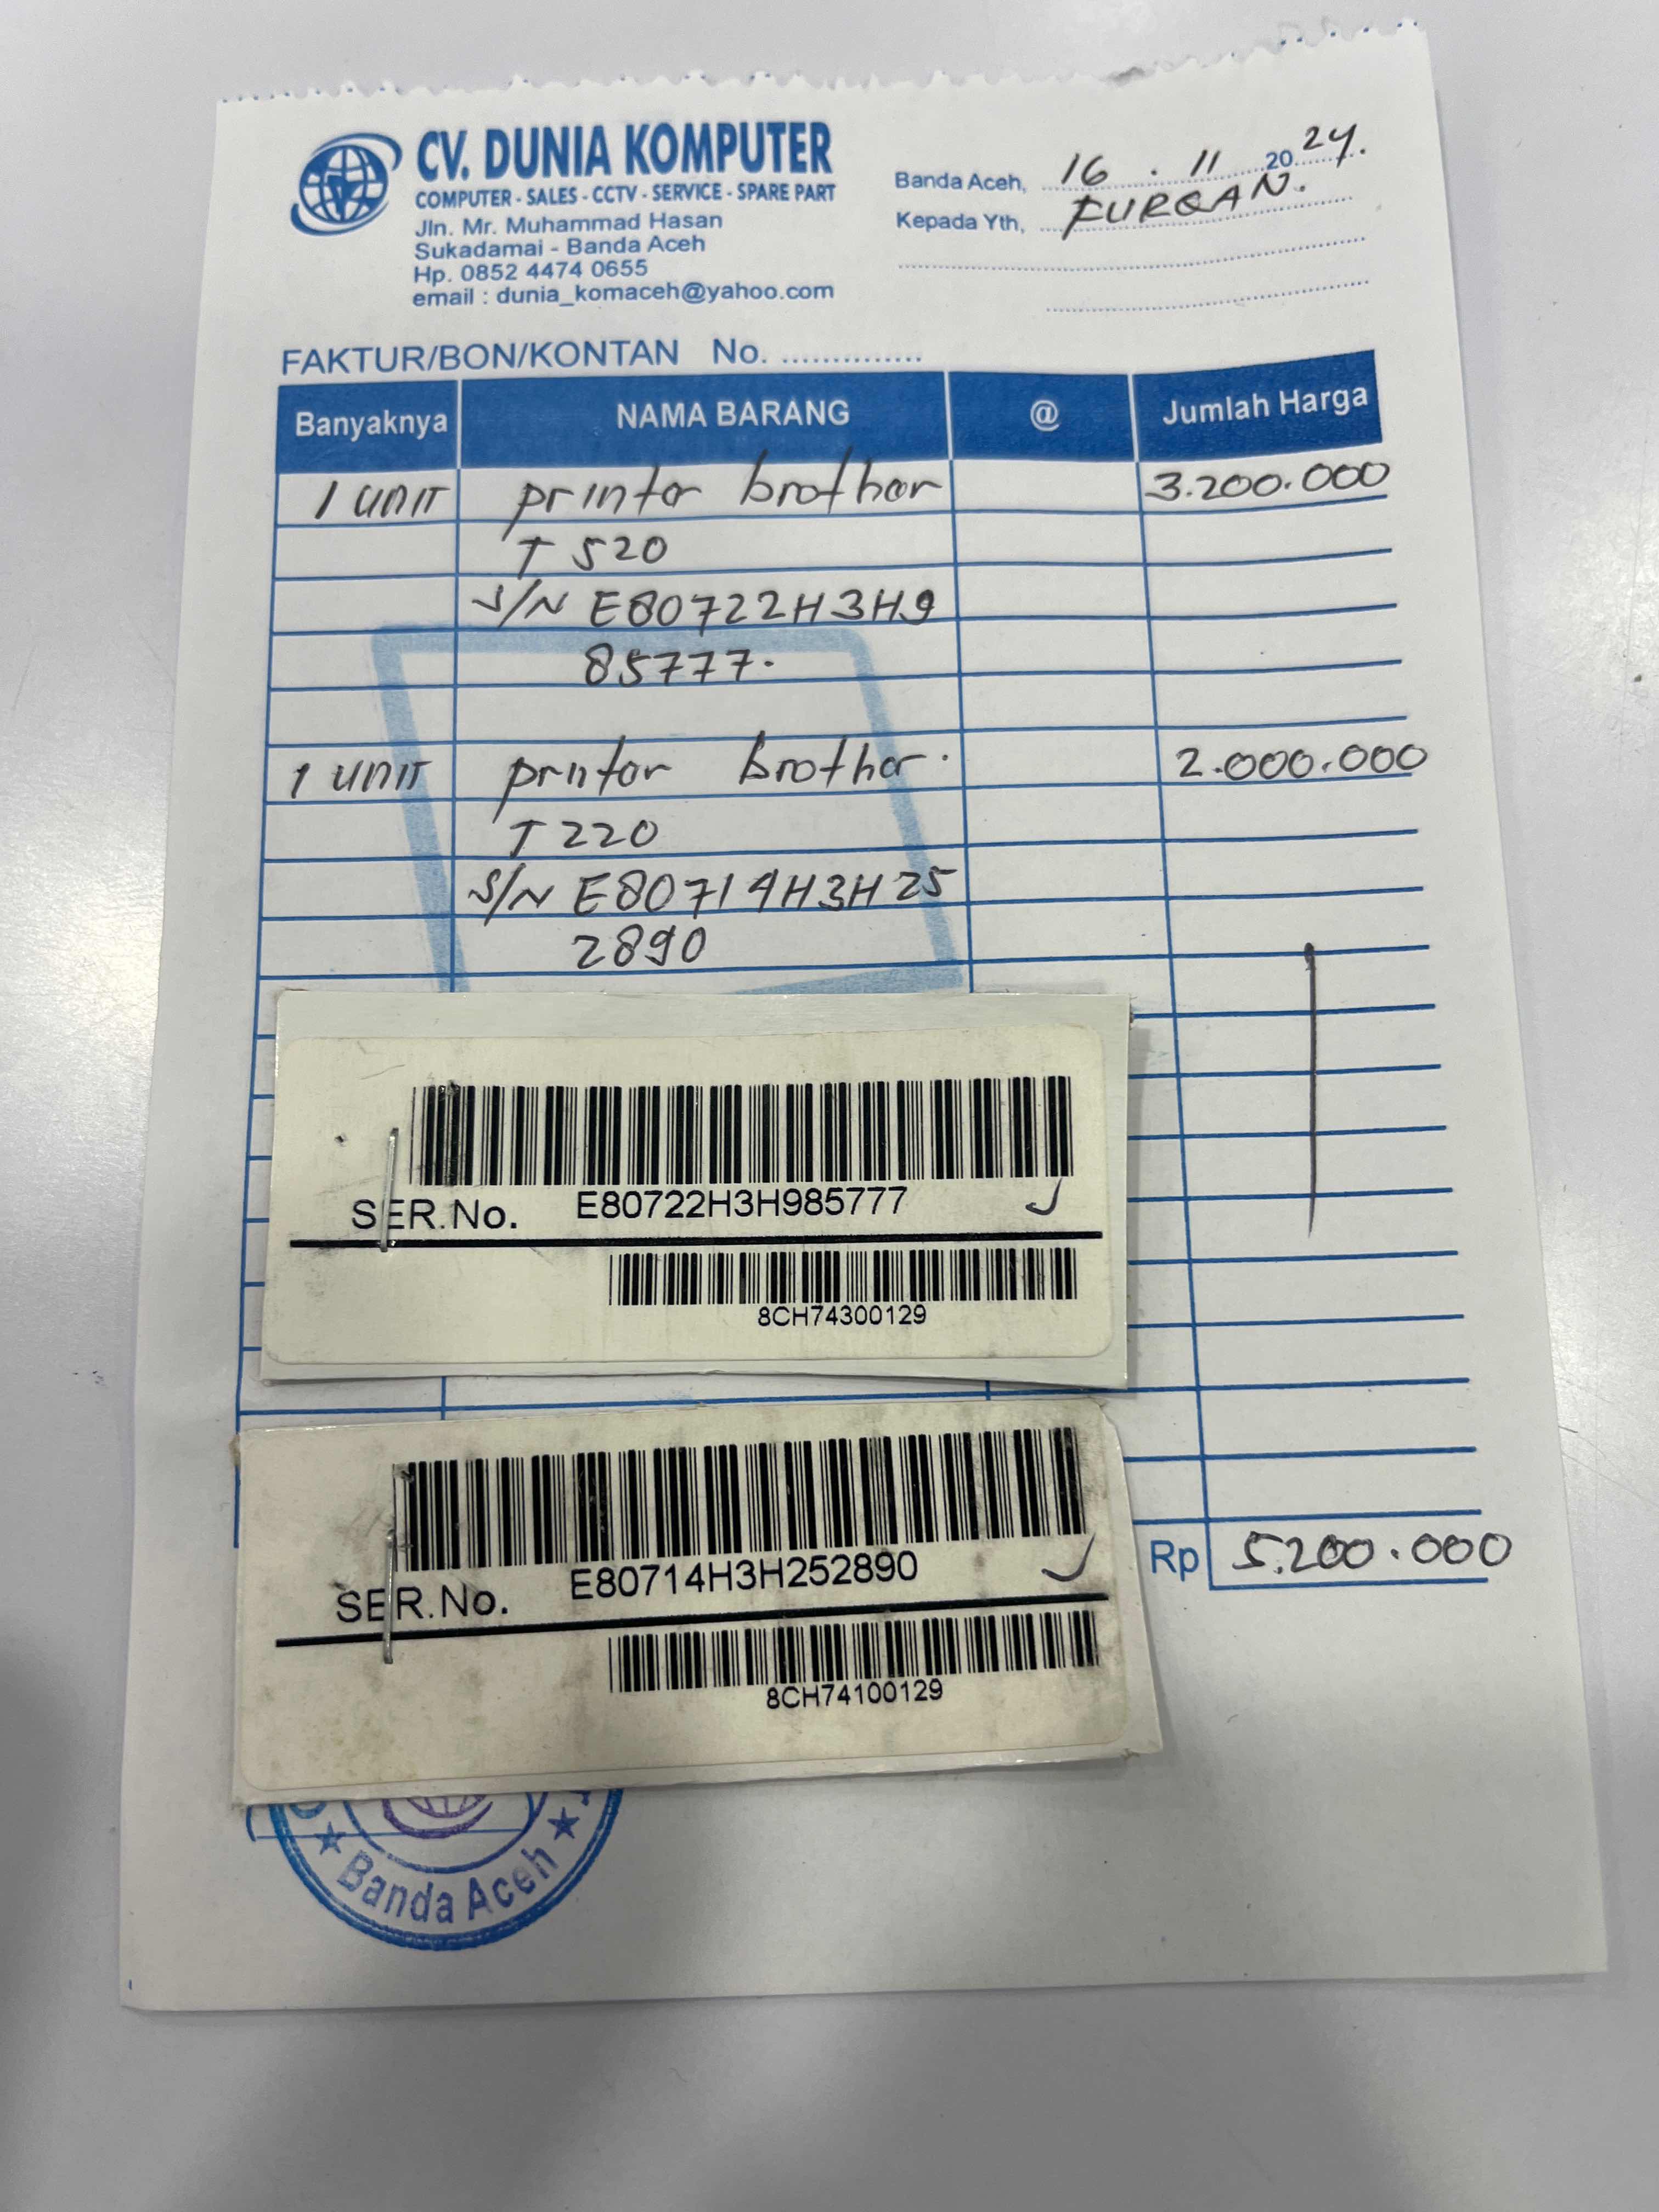 CV. DUNIA KOMPUTER
COMPUTER - SALES - CCTV - SERVICE - SPARE PART
Jln. Mr. Muhammad Hasan
Sukadamai - Banda Aceh
Hp. 0852 4474 0655
email : dunia_komaceh@yahoo.com
Banda Aceh, 16 . 11 2024.
Kepada Yth, FURQAN.
FAKTUR/BON/KONTAN No. ..............
Banyaknya NAMA BARANG @ Jumlah Harga
1 UNIT printer brother 3.200.000
T 520
S/N E80722H3H9
85777.
1 UNIT printer brother. 2.000.000
T 220
S/N E80714H3H25
2890
SER.No. E80722H3H985777
8CH74300129
SER.No. E80714H3H252890
8CH74100129
Rp 5.200.000
Banda Aceh